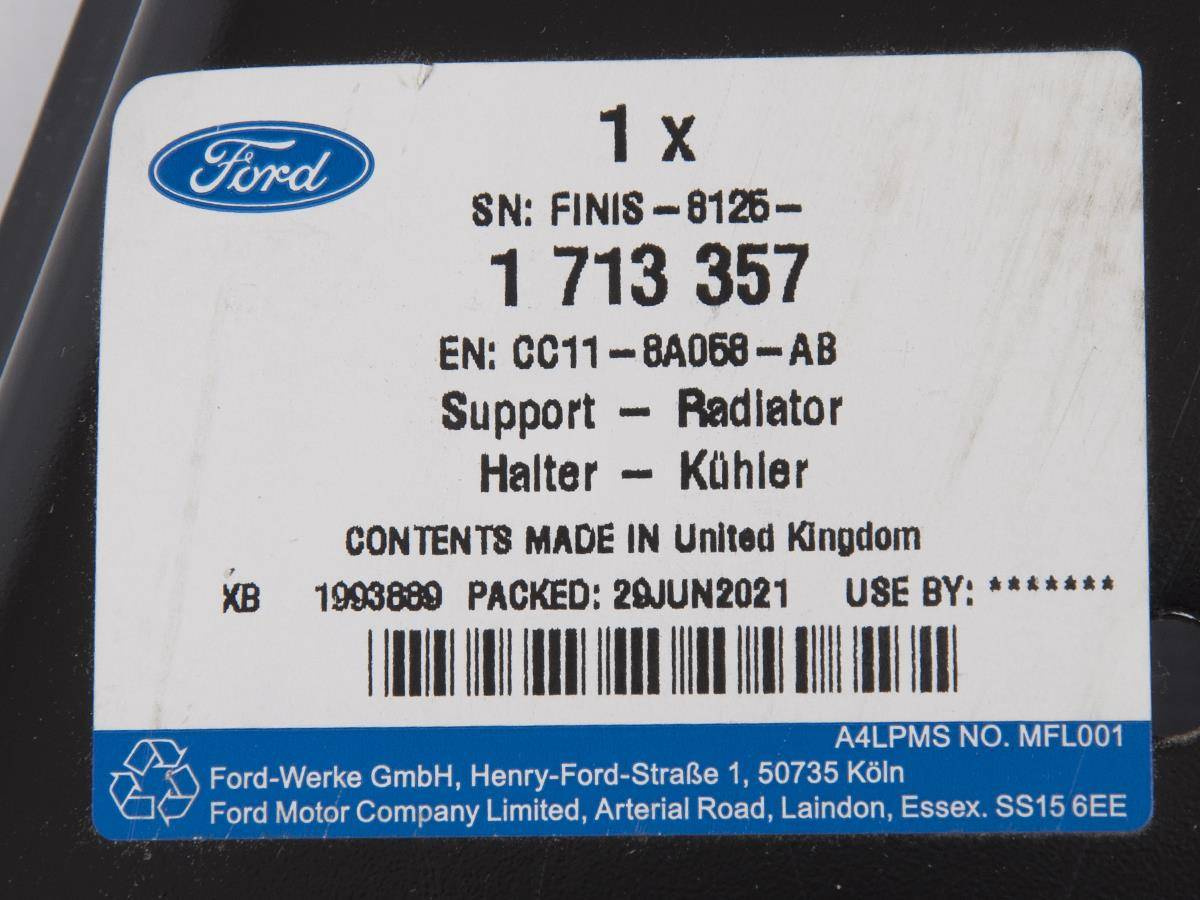 Ford
1 x
SN: FINIS-8125-
1 713 357
EN: CC11-8A058-AB
Support - Radiator
Halter - Kühler
CONTENTS MADE IN United Kingdom
XB 1993889 PACKED: 29JUN2021 USE BY: *******
A4LPMS NO. MFL001
Ford-Werke GmbH, Henry-Ford-Straße 1, 50735 Köln
Ford Motor Company Limited, Arterial Road, Laindon, Essex. SS15 6EE